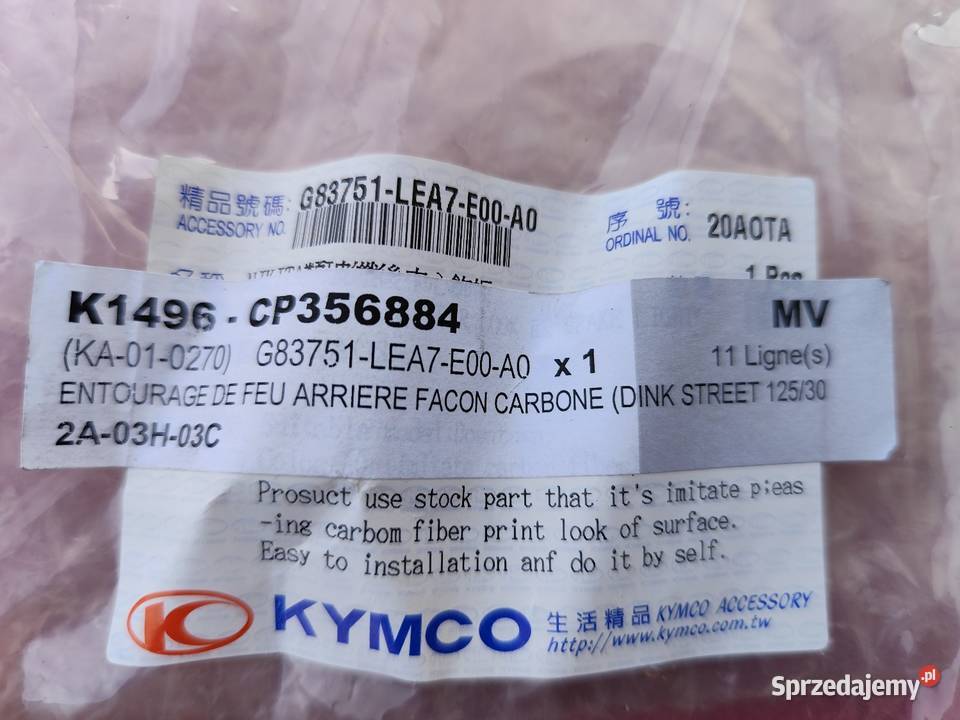 精品號碼: G83751-LEA7-E00-A0
ACCESSORY NO.
序 號: 20AOTA
ORDINAL NO.
1 Pcs
K1496 - CP356884 MV
(KA-01-0270) G83751-LEA7-E00-A0 x 1 11 Ligne(s)
ENTOURAGE DE FEU ARRIERE FACON CARBONE (DINK STREET 125/30
2A-03H-03C
Prosuct use stock part that it's imitate pieas
-ing carbom fiber print look of surface.
Easy to installation anf do it by self.
KYMCO 生活精品 KYMCO ACCESSORY
http://www.kymco.com.tw
Sprzedajemy.pl